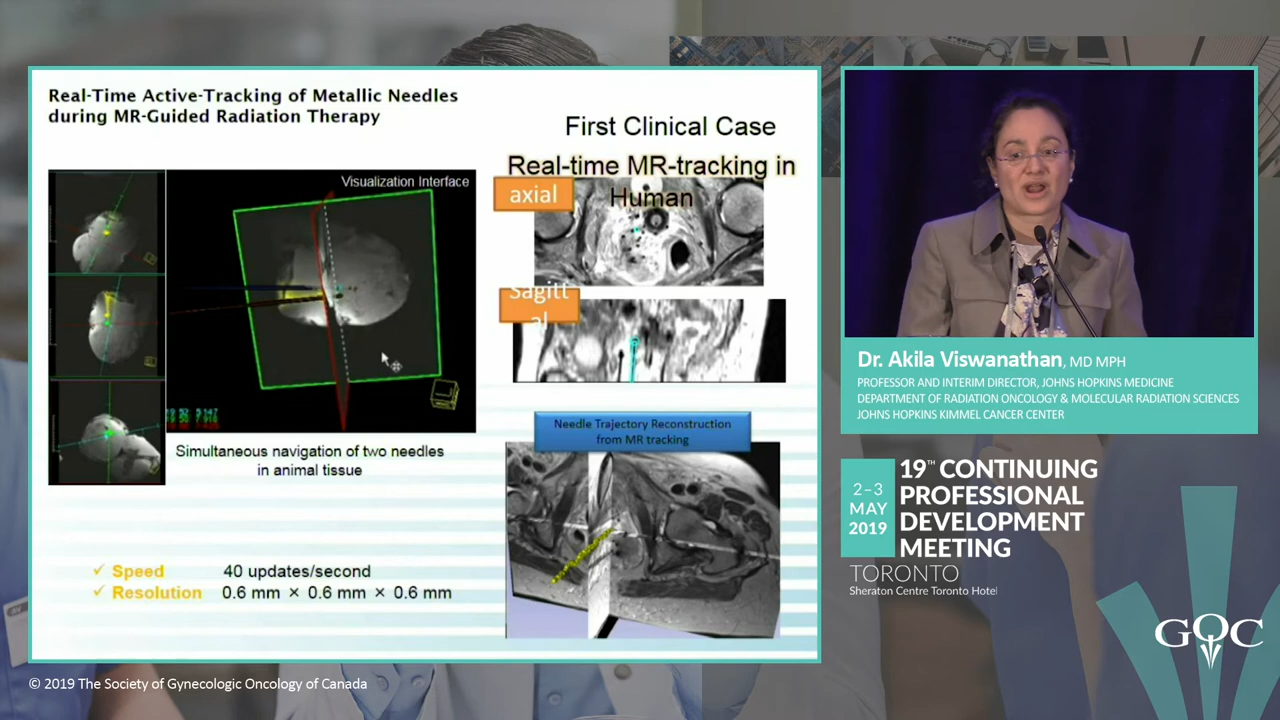 Real-Time Active-Tracking of Metallic Needles
during MR-Guided Radiation Therapy
Visualization Interface
Simultaneous navigation of two needles
in animal tissue
✓ Speed 40 updates/second
✓ Resolution 0.6 mm × 0.6 mm × 0.6 mm
First Clinical Case
Real-time MR-tracking in
Human
axial
Sagitt
al
Needle Trajectory Reconstruction
from MR tracking
Dr. Akila Viswanathan, MD MPH
PROFESSOR AND INTERIM DIRECTOR, JOHNS HOPKINS MEDICINE
DEPARTMENT OF RADIATION ONCOLOGY & MOLECULAR RADIATION SCIENCES
JOHNS HOPKINS KIMMEL CANCER CENTER
2–3
MAY
2019
19TH CONTINUING
PROFESSIONAL
DEVELOPMENT
MEETING
TORONTO
Sheraton Centre Toronto Hotel
GOC
© 2019 The Society of Gynecologic Oncology of Canada